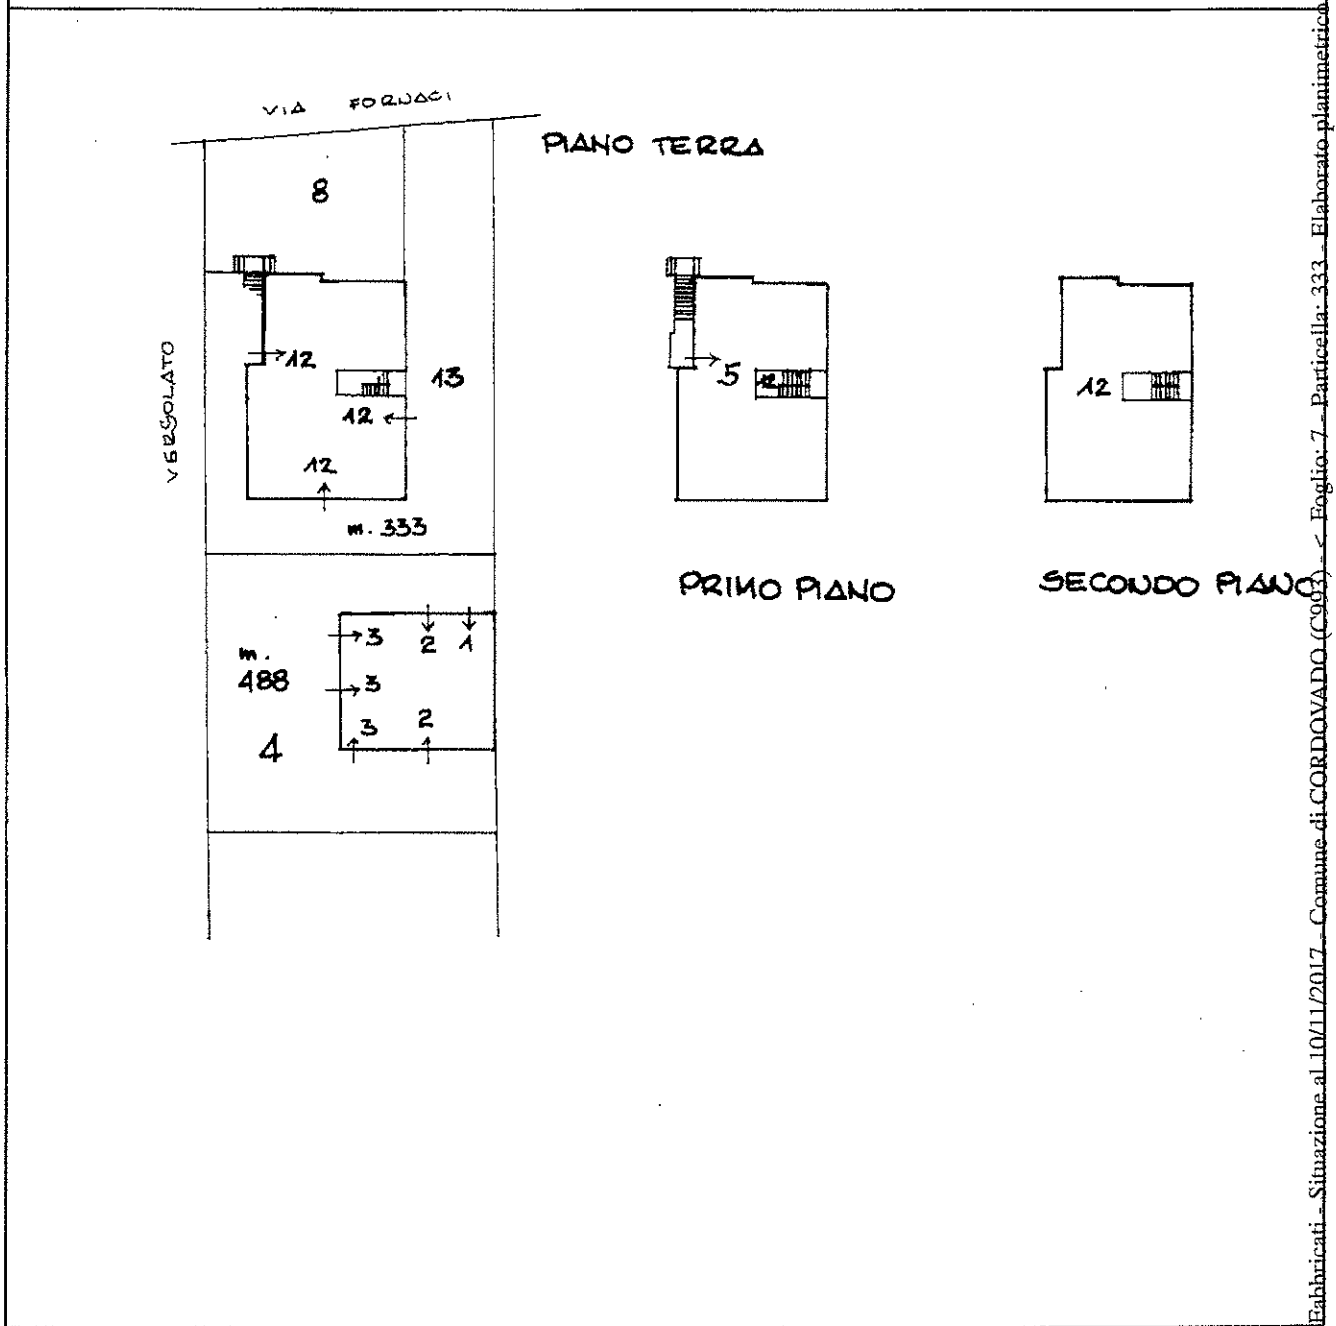 VIA FORNACI
PIANO TERRA
8
VERSOLATO
12
13
12
12
m. 333
5
12
12
PRIMO PIANO
SECONDO PIANO
3
2
1
m.
488
3
3
2
4
Fabbricati - Situazione al 10/11/2017 - Comune di CORDOVADO (C993) - < Foglio: 7 - Particella: 333 - Elaborato planimetrico